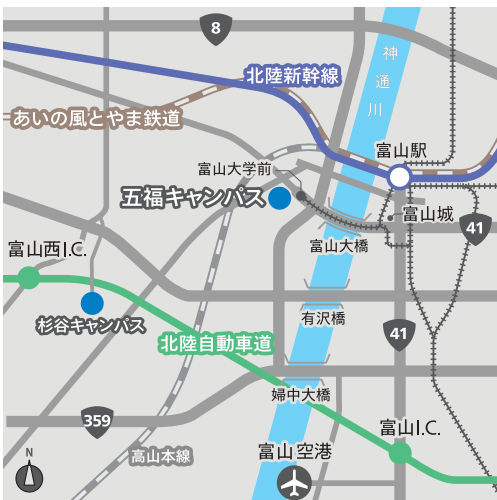 8
神通川
北陸新幹線
あいの風とやま鉄道
富山駅
富山大学前
五福キャンパス
富山城
41
富山大橋
富山西I.C.
杉谷キャンパス
有沢橋
北陸自動車道
41
婦中大橋
359
富山I.C.
高山本線
富山空港
N